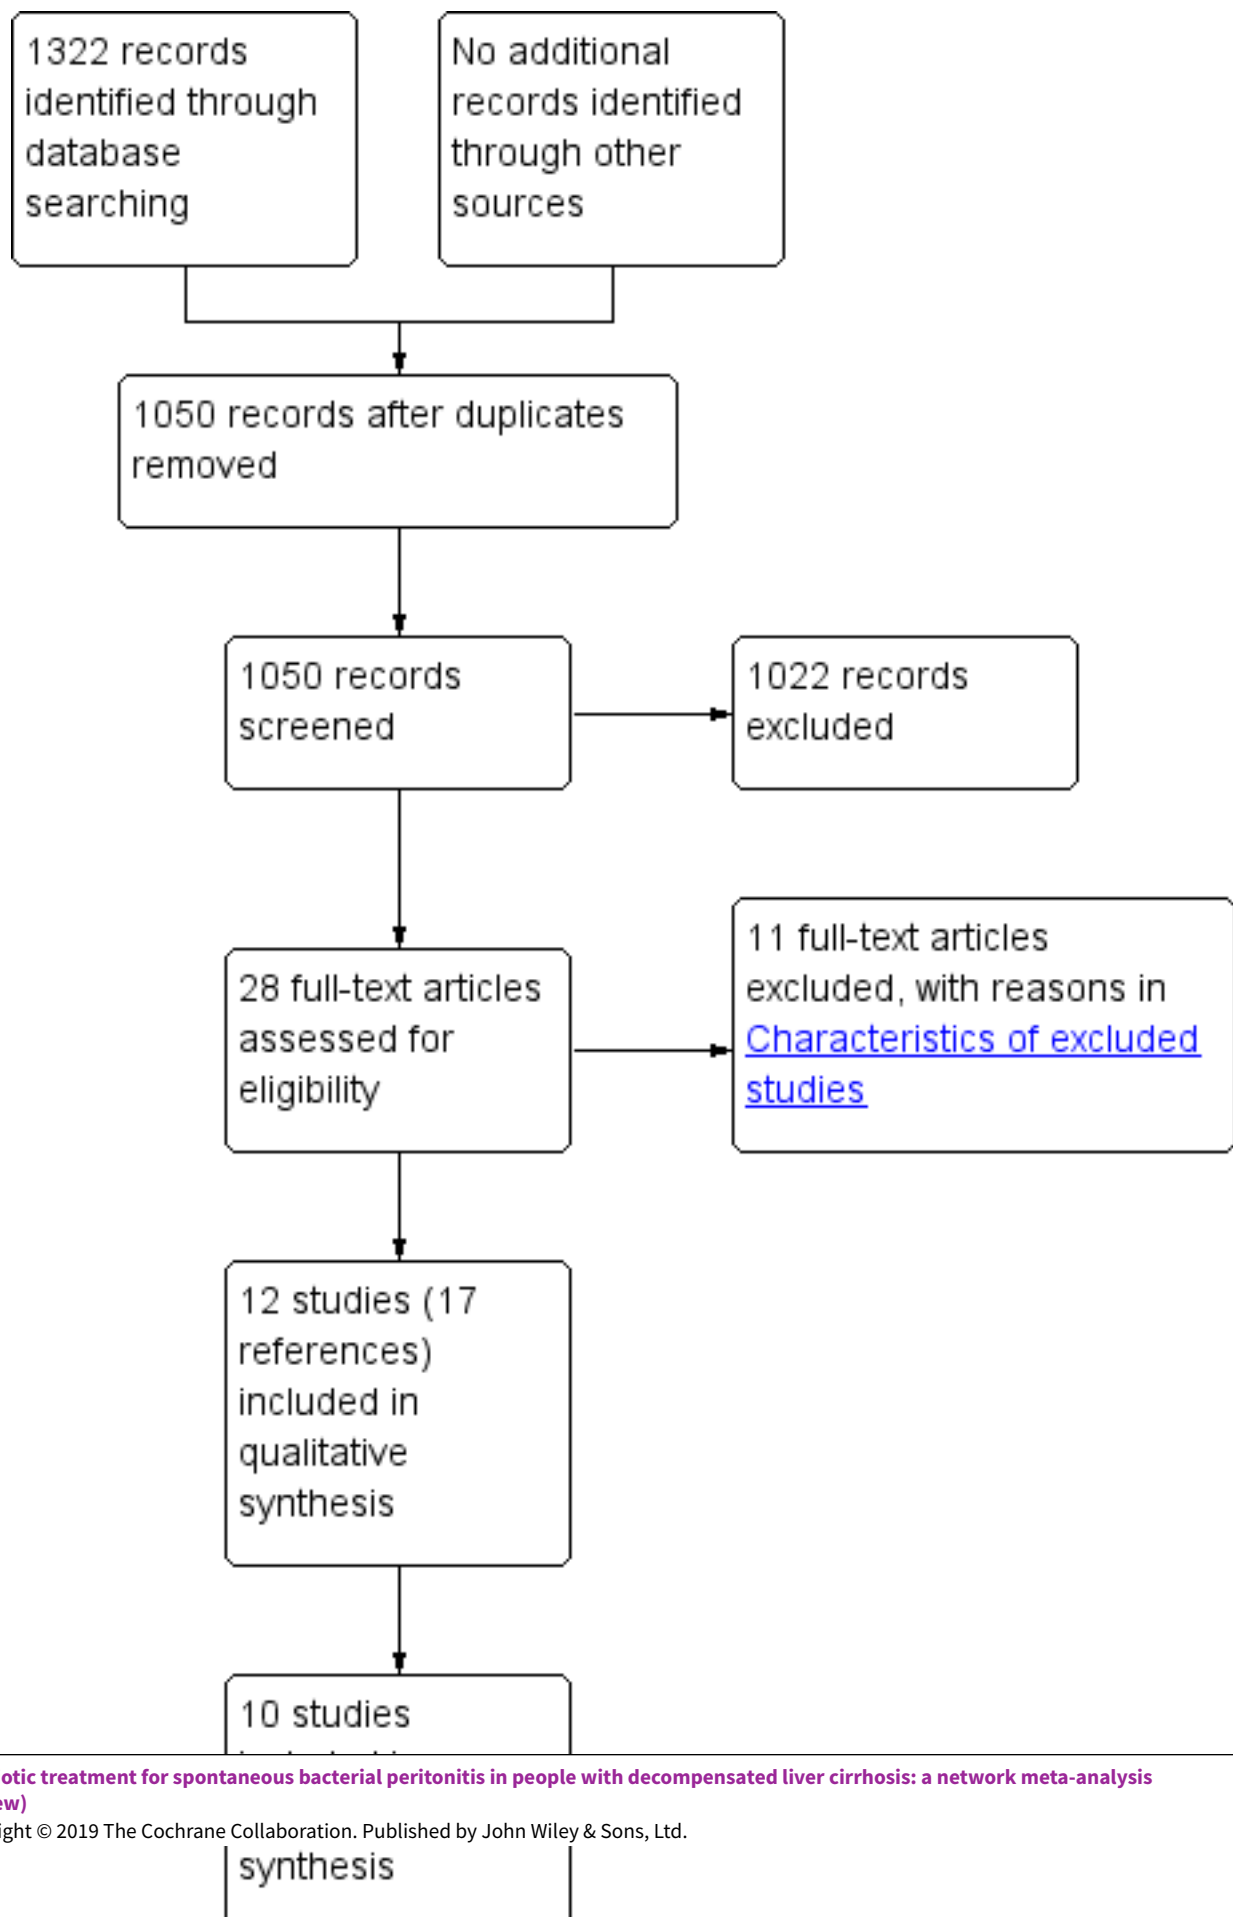 1322 records
identified through
database
searching
No additional
records identified
through other
sources
1050 records after duplicates
removed
1050 records
screened
1022 records
excluded
28 full-text articles
assessed for
eligibility
11 full-text articles
excluded, with reasons in
Characteristics of excluded
studies
12 studies (17
references)
included in
qualitative
synthesis
10 studies
otic treatment for spontaneous bacterial peritonitis in people with decompensated liver cirrhosis: a network meta-analysis
ew)
ight © 2019 The Cochrane Collaboration. Published by John Wiley & Sons, Ltd.
synthesis